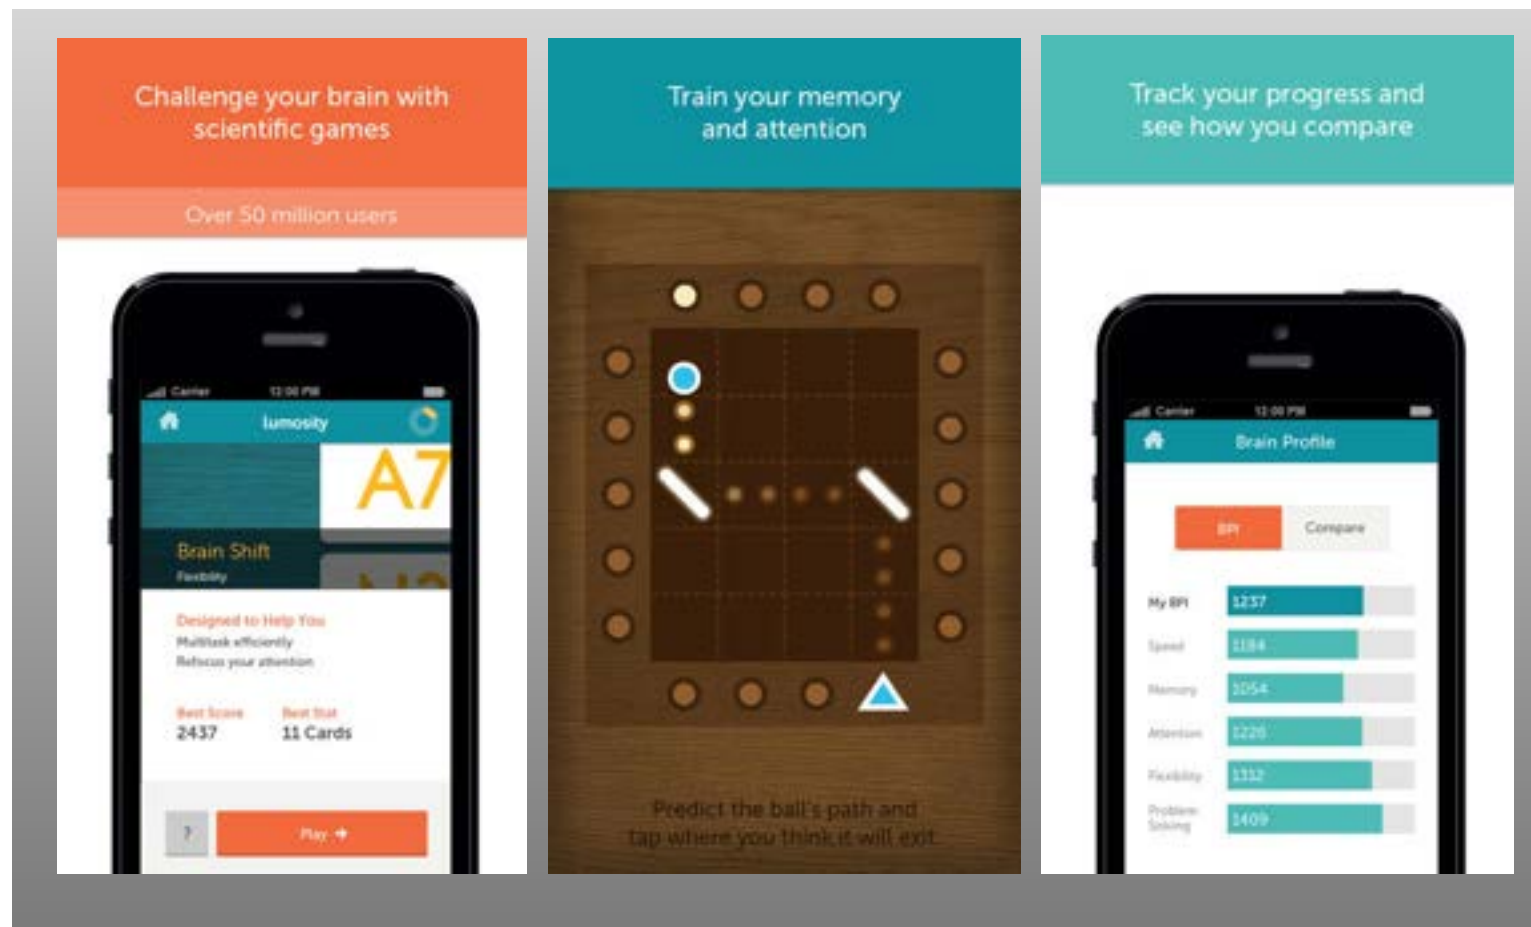 Challenge your brain with
scientific games
Over 50 million users
Carrier 12:00 PM
lumosity
A7
Brain Shift
Flexibility
Designed to Help You
Multitask efficiently
Refocus your attention
Best Score Best Stat
2437 11 Cards
? Play
Train your memory
and attention
Predict the ball's path and
tap where you think it will exit.
Track your progress and
see how you compare
Carrier 12:00 PM
Brain Profile
BPI Compare
My BPI 1237
Speed 1184
Memory 1054
Attention 1226
Flexibility 1312
Problem
Solving 1409